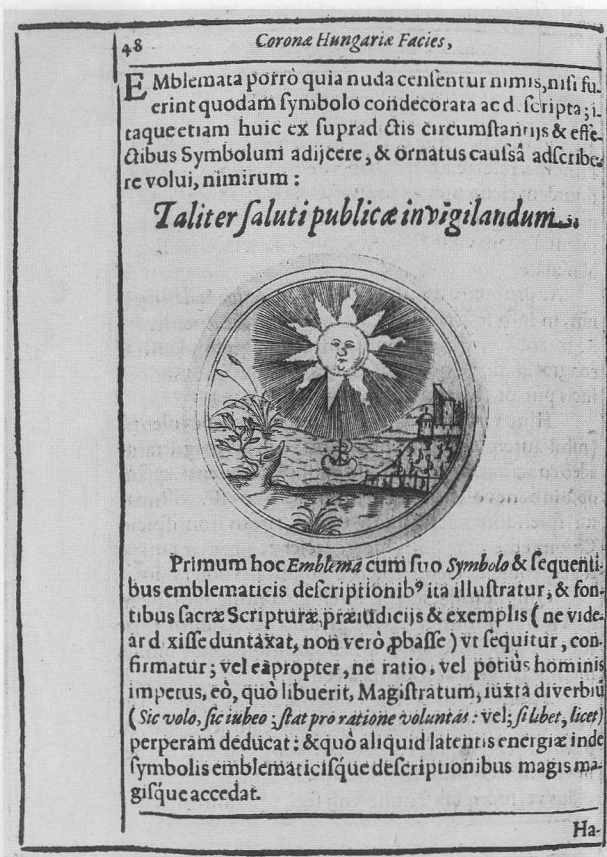 48
Coronæ Hungariæ Facies,
EMblemata porrò quia nuda censentur nimis, nisi fu-
erint quodam symbolo condecorata ac d scripta; i-
taque etiam huic ex suprad ctis circumstantijs & effe-
ctibus Symbolum adijcere, & ornatus caussâ adscribe-
re volui, nimirum:
Taliter saluti publicæ invigilandum.
Primum hoc Emblema cum suo Symbolo & sequenti-
bus emblematicis descriptionibꝰ ita illustratur, & fon-
tibus sacræ Scripturæ, præiudicijs & exemplis (ne vide-
ar d xisse duntaxat, non verò ꝓbasse) vt sequitur, con-
firmatur; vel eapropter, ne ratio, vel potiùs hominis
impetus, eò, quò libuerit, Magistratum, iuxta diverbiū
(Sic volo, sic iubeo; stat pro ratione voluntas: vel; si libet, licet)
perperam deducat: & quò aliquid latentis energiæ inde
symbolis emblematicisque descriptionibus magis ma-
gisque accedat.
Ha-